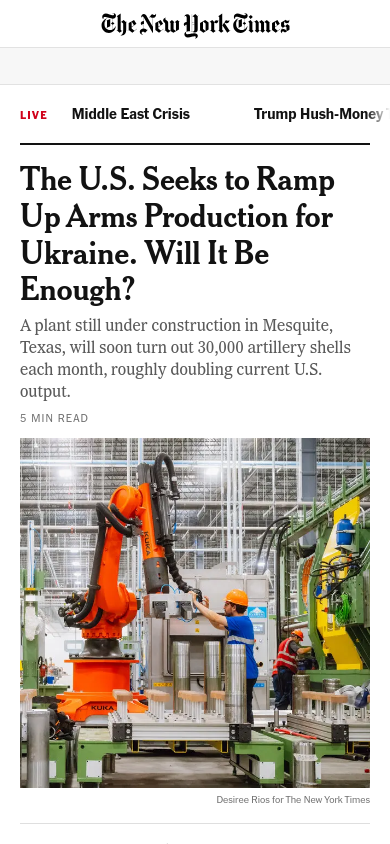 The New York Times
LIVE
Middle East Crisis
Trump Hush-Money
The U.S. Seeks to Ramp
Up Arms Production for
Ukraine. Will It Be
Enough?
A plant still under construction in Mesquite,
Texas, will soon turn out 30,000 artillery shells
each month, roughly doubling current U.S.
output.
5 MIN READ
KUKA
KUKA
Desiree Rios for The New York Times